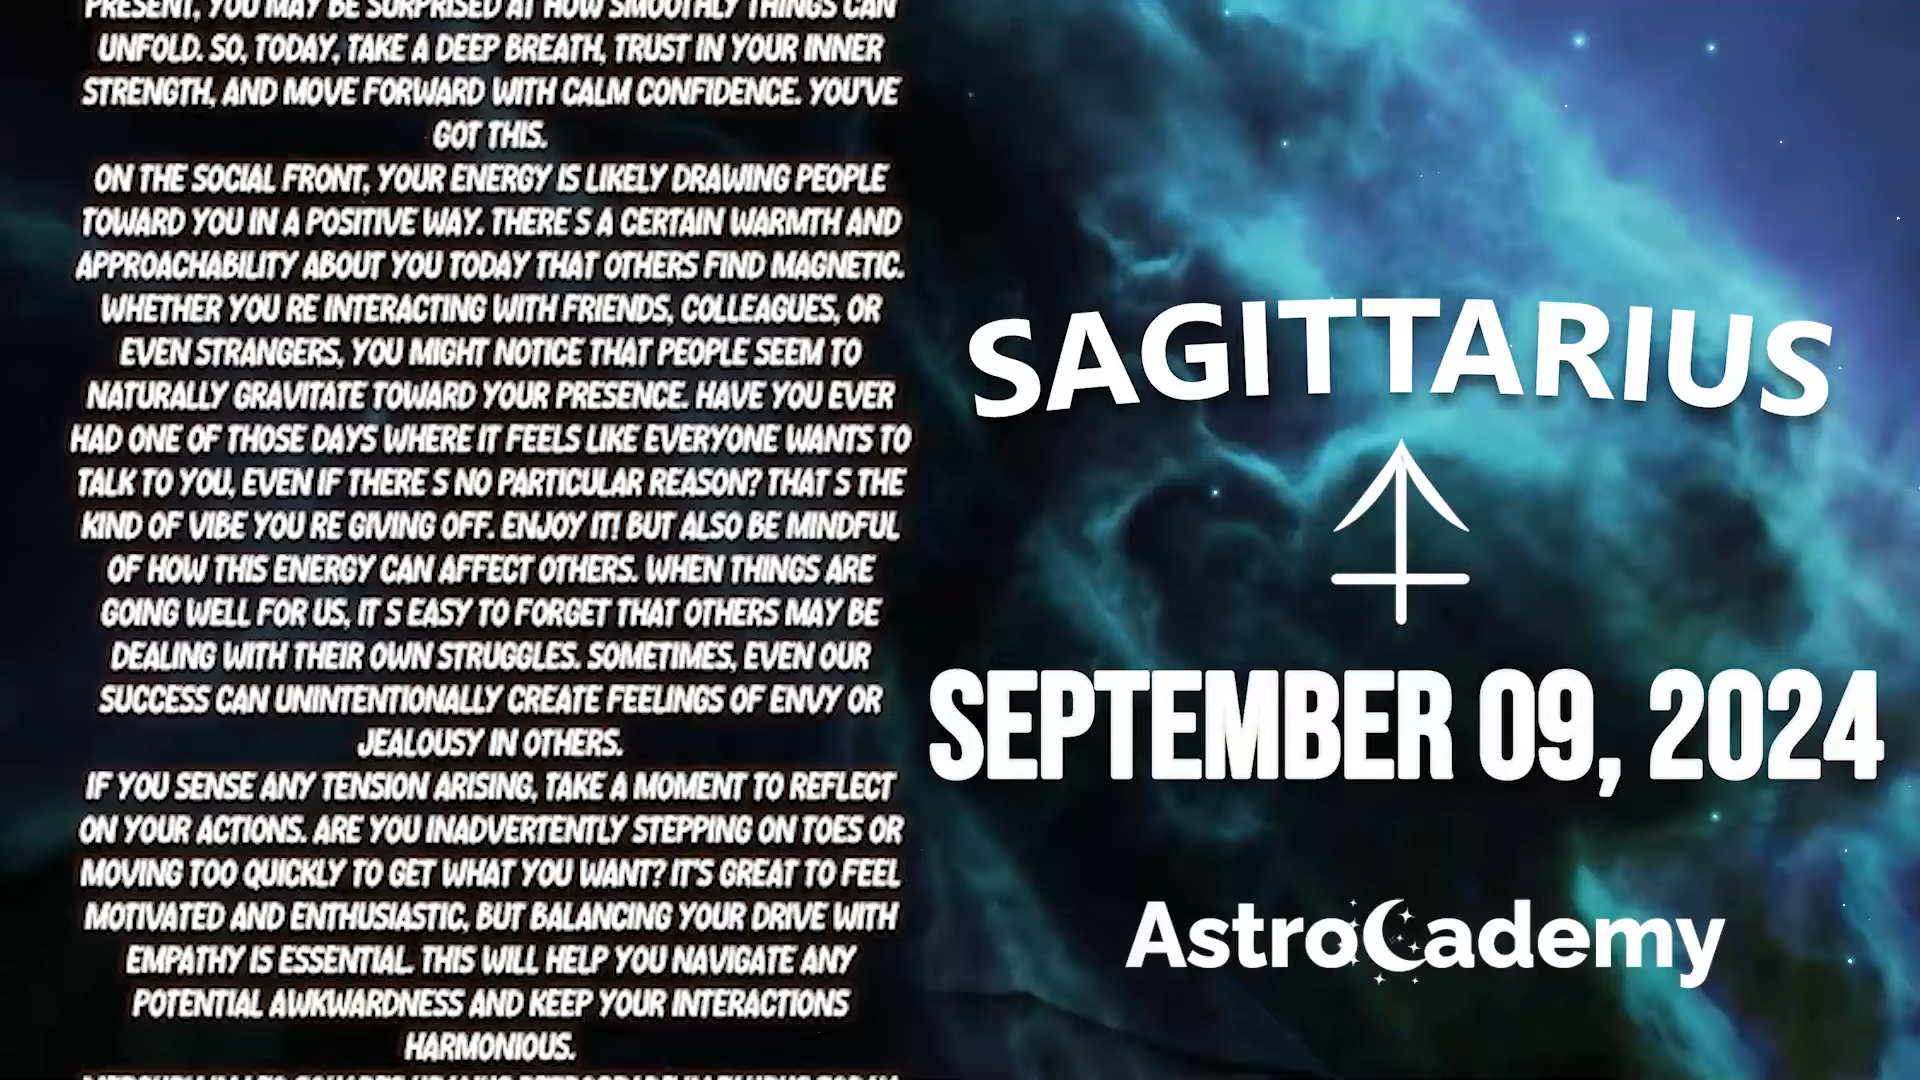 PRESENT, YOU MAY BE SURPRISED AT HOW SMOOTHLY THINGS CAN
UNFOLD. SO, TODAY, TAKE A DEEP BREATH, TRUST IN YOUR INNER
STRENGTH, AND MOVE FORWARD WITH CALM CONFIDENCE. YOU'VE
GOT THIS.
ON THE SOCIAL FRONT, YOUR ENERGY IS LIKELY DRAWING PEOPLE
TOWARD YOU IN A POSITIVE WAY. THERE S A CERTAIN WARMTH AND
APPROACHABILITY ABOUT YOU TODAY THAT OTHERS FIND MAGNETIC.
WHETHER YOU RE INTERACTING WITH FRIENDS, COLLEAGUES, OR
EVEN STRANGERS, YOU MIGHT NOTICE THAT PEOPLE SEEM TO
NATURALLY GRAVITATE TOWARD YOUR PRESENCE. HAVE YOU EVER
HAD ONE OF THOSE DAYS WHERE IT FEELS LIKE EVERYONE WANTS TO
TALK TO YOU, EVEN IF THERE S NO PARTICULAR REASON? THAT S THE
KIND OF VIBE YOU RE GIVING OFF. ENJOY IT! BUT ALSO BE MINDFUL
OF HOW THIS ENERGY CAN AFFECT OTHERS. WHEN THINGS ARE
GOING WELL FOR US, IT S EASY TO FORGET THAT OTHERS MAY BE
DEALING WITH THEIR OWN STRUGGLES. SOMETIMES, EVEN OUR
SUCCESS CAN UNINTENTIONALLY CREATE FEELINGS OF ENVY OR
JEALOUSY IN OTHERS.
IF YOU SENSE ANY TENSION ARISING, TAKE A MOMENT TO REFLECT
ON YOUR ACTIONS. ARE YOU INADVERTENTLY STEPPING ON TOES OR
MOVING TOO QUICKLY TO GET WHAT YOU WANT? IT'S GREAT TO FEEL
MOTIVATED AND ENTHUSIASTIC, BUT BALANCING YOUR DRIVE WITH
EMPATHY IS ESSENTIAL. THIS WILL HELP YOU NAVIGATE ANY
POTENTIAL AWKWARDNESS AND KEEP YOUR INTERACTIONS
HARMONIOUS.
SAGITTARIUS
SEPTEMBER 09, 2024
AstroCademy